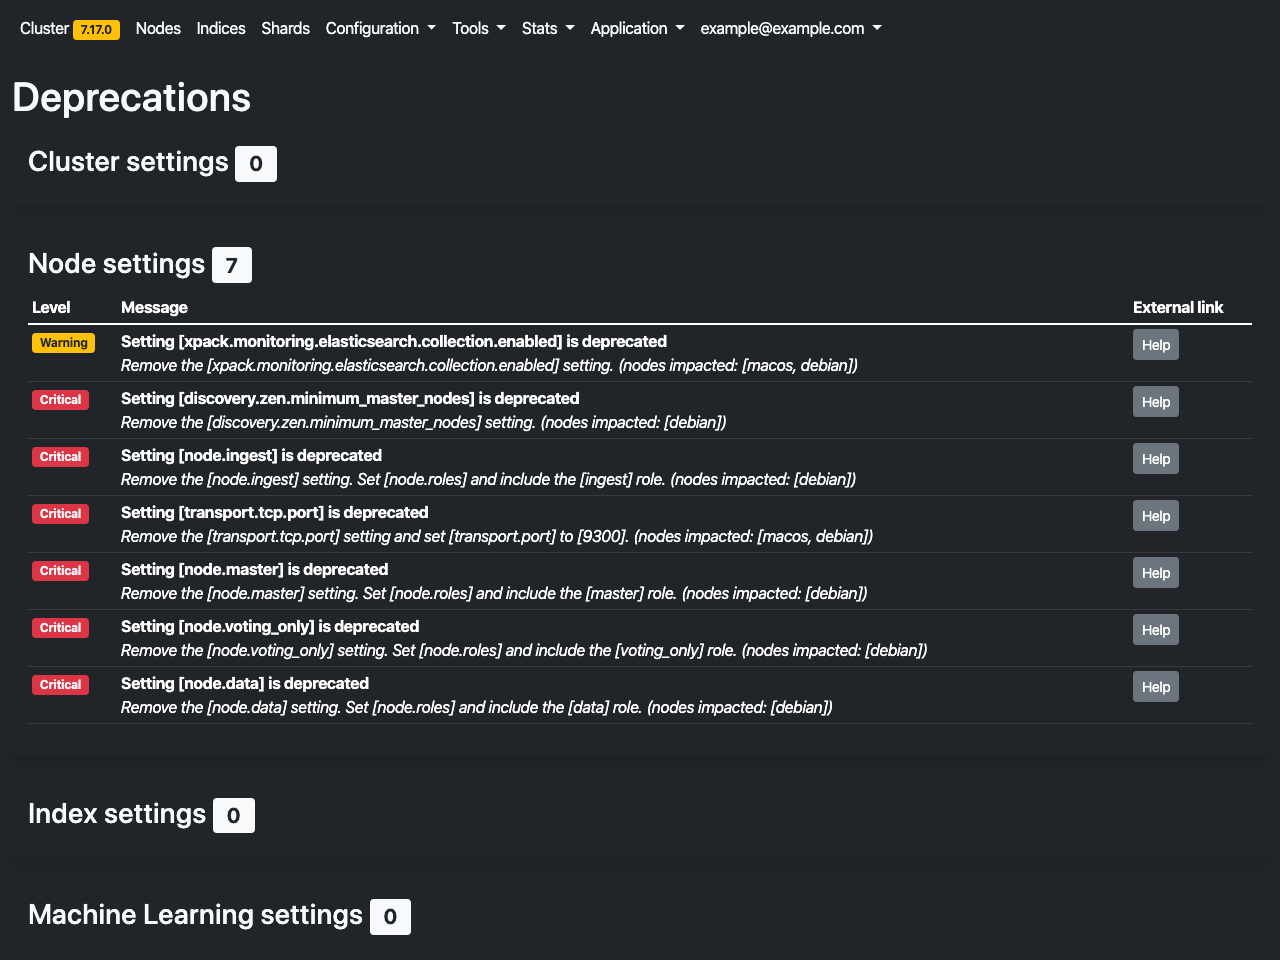 Cluster 7.17.0 Nodes Indices Shards Configuration Tools Stats Application example@example.com
Deprecations
Cluster settings 0
Node settings 7
Level Message External link
Warning Setting [xpack.monitoring.elasticsearch.collection.enabled] is deprecated Help
Remove the [xpack.monitoring.elasticsearch.collection.enabled] setting. (nodes impacted: [macos, debian])
Critical Setting [discovery.zen.minimum_master_nodes] is deprecated Help
Remove the [discovery.zen.minimum_master_nodes] setting. (nodes impacted: [debian])
Critical Setting [node.ingest] is deprecated Help
Remove the [node.ingest] setting. Set [node.roles] and include the [ingest] role. (nodes impacted: [debian])
Critical Setting [transport.tcp.port] is deprecated Help
Remove the [transport.tcp.port] setting and set [transport.port] to [9300]. (nodes impacted: [macos, debian])
Critical Setting [node.master] is deprecated Help
Remove the [node.master] setting. Set [node.roles] and include the [master] role. (nodes impacted: [debian])
Critical Setting [node.voting_only] is deprecated Help
Remove the [node.voting_only] setting. Set [node.roles] and include the [voting_only] role. (nodes impacted: [debian])
Critical Setting [node.data] is deprecated Help
Remove the [node.data] setting. Set [node.roles] and include the [data] role. (nodes impacted: [debian])
Index settings 0
Machine Learning settings 0